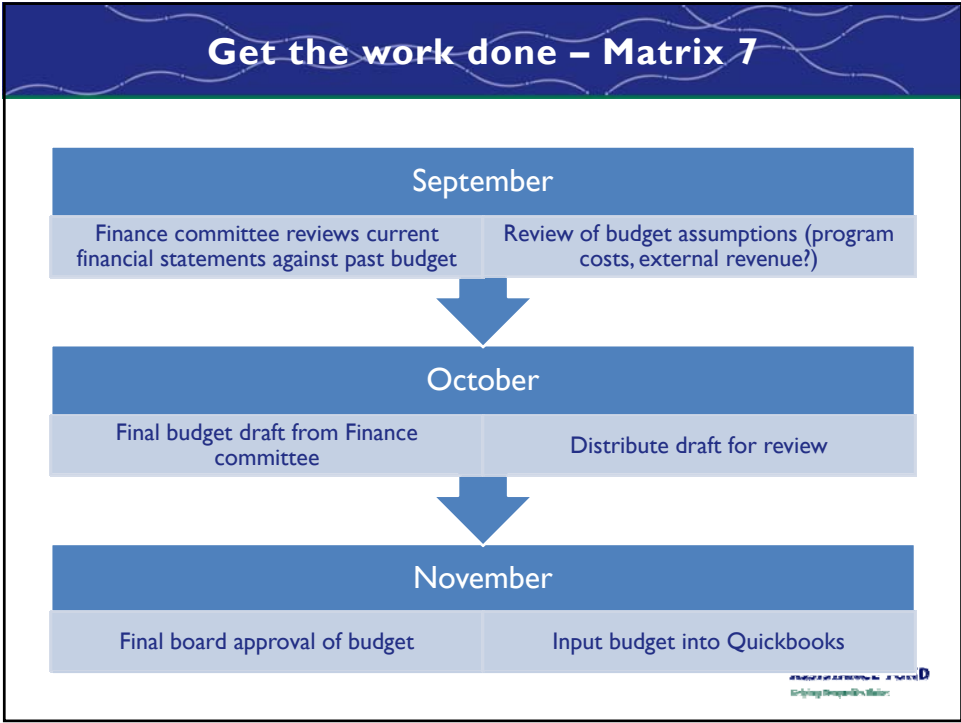 Get the work done – Matrix 7
September
Finance committee reviews current
financial statements against past budget
Review of budget assumptions (program
costs, external revenue?)
October
Final budget draft from Finance
committee
Distribute draft for review
November
Final board approval of budget
Input budget into Quickbooks